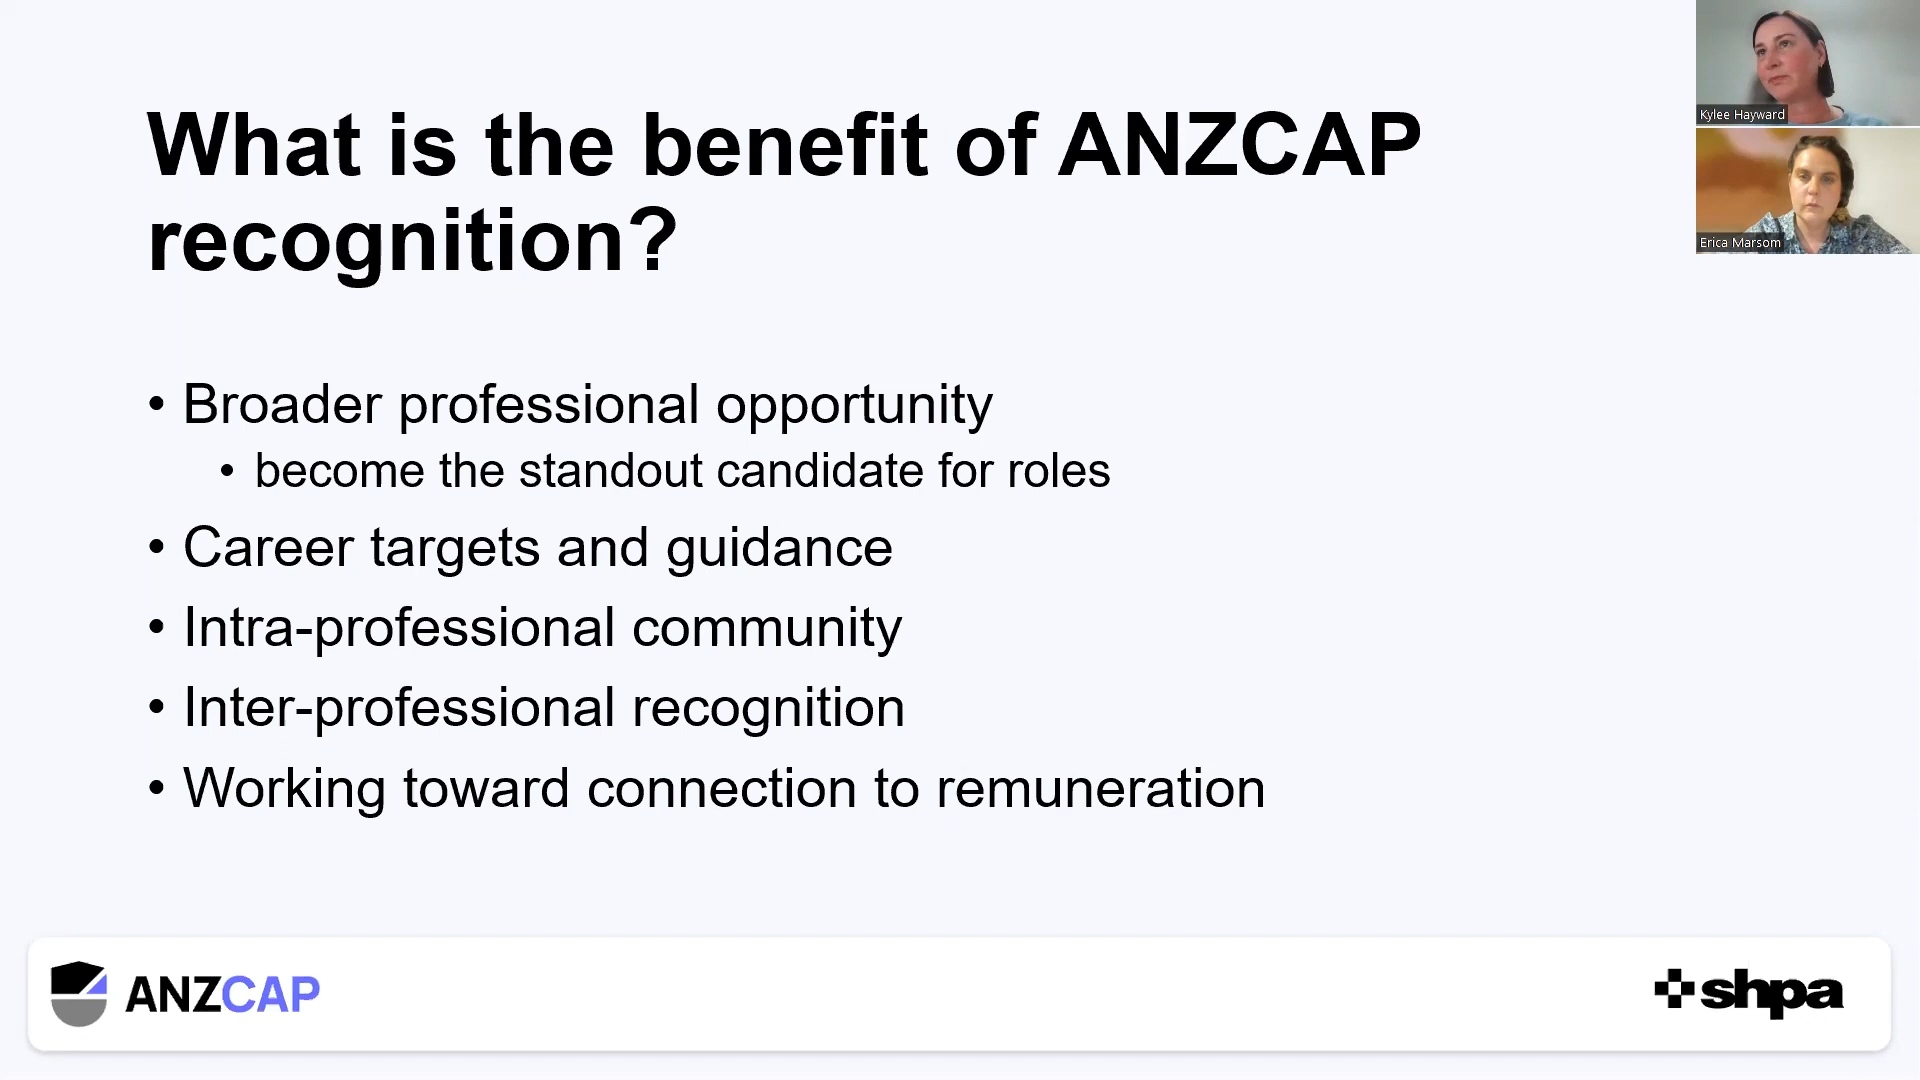 What is the benefit of ANZCAP
recognition?
• Broader professional opportunity
• become the standout candidate for roles
• Career targets and guidance
• Intra-professional community
• Inter-professional recognition
• Working toward connection to remuneration
Kylee Hayward
Erica Marsom
ANZCAP
shpa